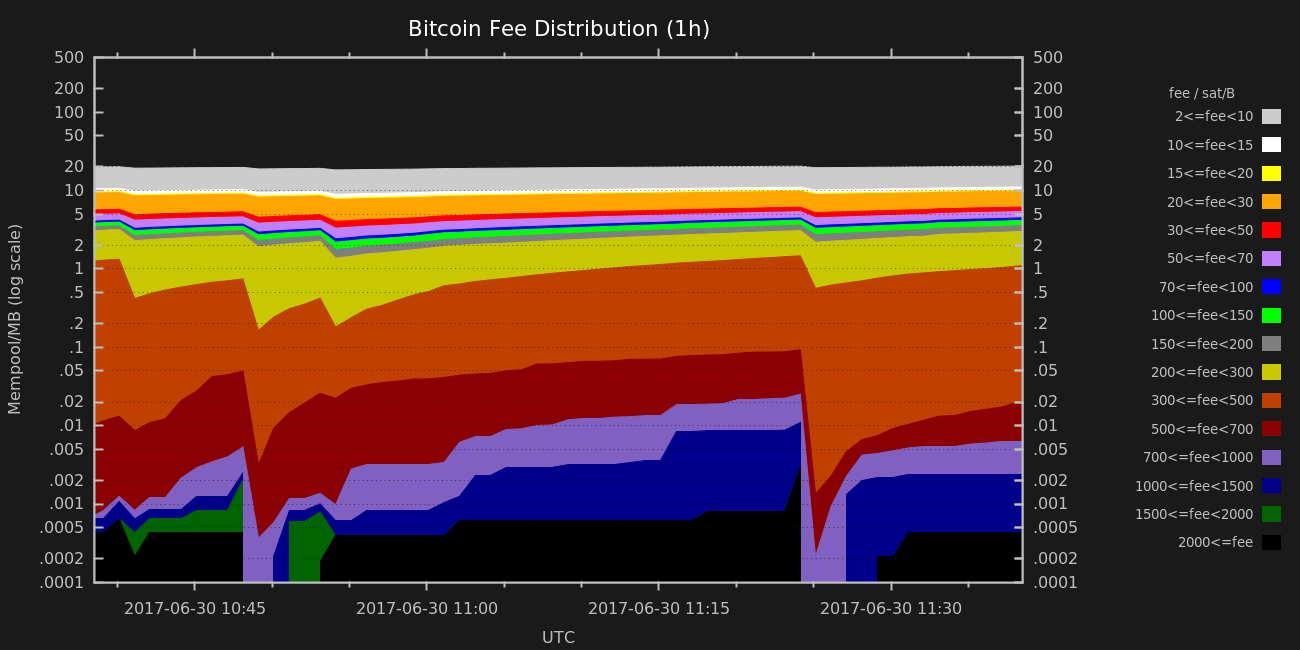 Bitcoin Fee Distribution (1h)
Mempool/MB (log scale)
500
200
100
50
20
10
5
2
1
.5
.2
.1
.05
.02
.01
.005
.002
.001
.0005
.0002
.0001
500
200
100
50
20
10
5
2
1
.5
.2
.1
.05
.02
.01
.005
.002
.001
.0005
.0002
.0001
2017-06-30 10:45
2017-06-30 11:00
2017-06-30 11:15
2017-06-30 11:30
UTC
fee / sat/B
2<=fee<10
10<=fee<15
15<=fee<20
20<=fee<30
30<=fee<50
50<=fee<70
70<=fee<100
100<=fee<150
150<=fee<200
200<=fee<300
300<=fee<500
500<=fee<700
700<=fee<1000
1000<=fee<1500
1500<=fee<2000
2000<=fee